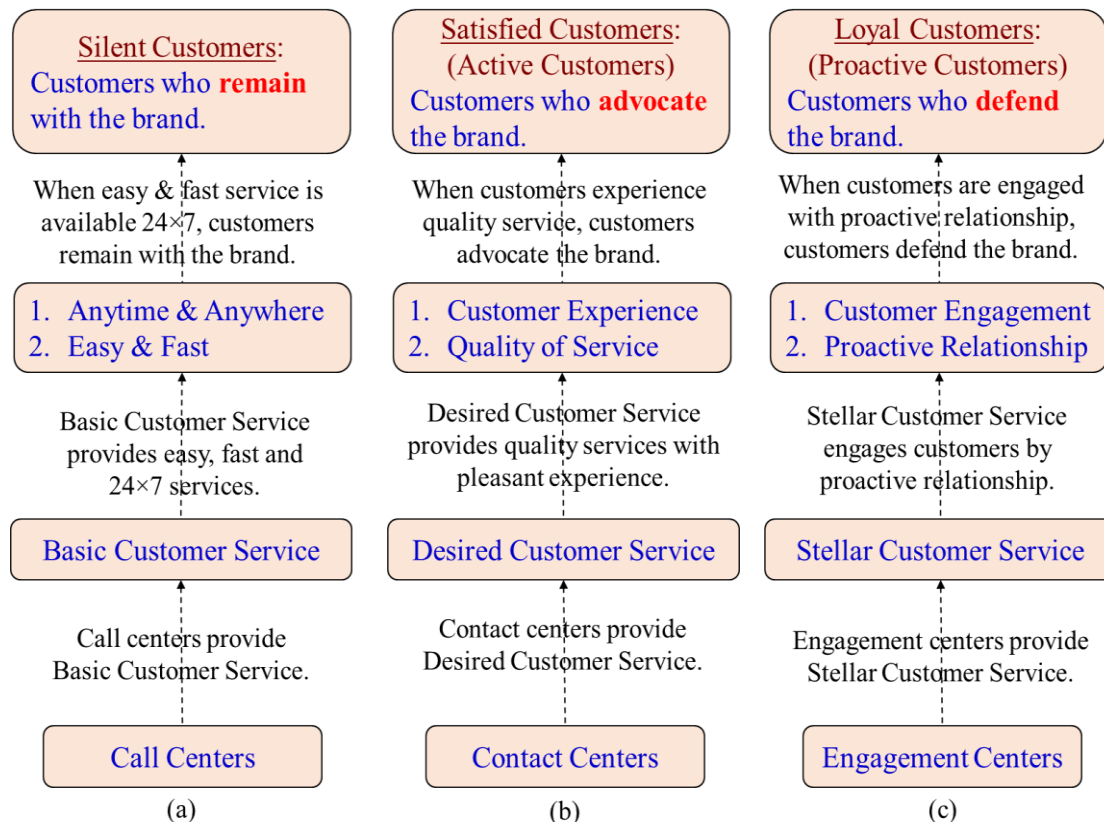 Silent Customers:
Customers who remain
with the brand.
When easy & fast service is
available 24×7, customers
remain with the brand.
1. Anytime & Anywhere
2. Easy & Fast
Basic Customer Service
provides easy, fast and
24×7 services.
Basic Customer Service
Call centers provide
Basic Customer Service.
Call Centers
(a)
Satisfied Customers:
(Active Customers)
Customers who advocate
the brand.
When customers experience
quality service, customers
advocate the brand.
1. Customer Experience
2. Quality of Service
Desired Customer Service
provides quality services with
pleasant experience.
Desired Customer Service
Contact centers provide
Desired Customer Service.
Contact Centers
(b)
Loyal Customers:
(Proactive Customers)
Customers who defend
the brand.
When customers are engaged
with proactive relationship,
customers defend the brand.
1. Customer Engagement
2. Proactive Relationship
Stellar Customer Service
engages customers by
proactive relationship.
Stellar Customer Service
Engagement centers provide
Stellar Customer Service.
Engagement Centers
(c)